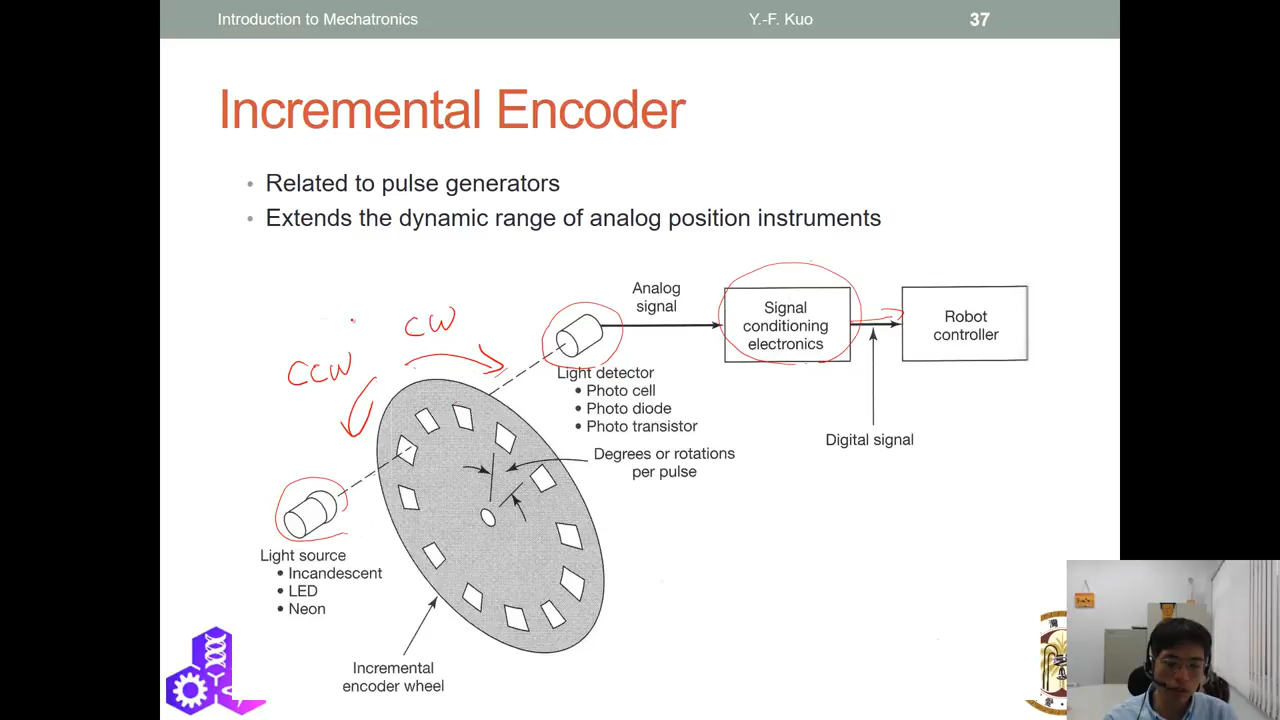 Introduction to Mechatronics
Y.-F. Kuo
37
Incremental Encoder
• Related to pulse generators
• Extends the dynamic range of analog position instruments
Analog
signal
Signal
conditioning
electronics
Robot
controller
CW
CCW
Light detector
• Photo cell
• Photo diode
• Photo transistor
Digital signal
Degrees or rotations
per pulse
Light source
• Incandescent
• LED
• Neon
Incremental
encoder wheel